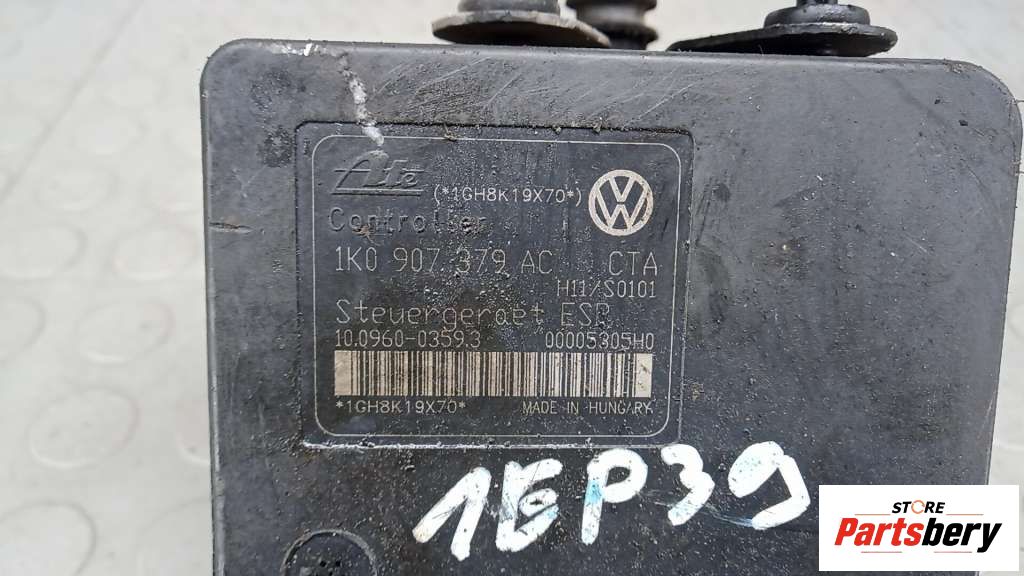 Ate (*1GH8K19X70*)
Controller
1K0 907 379 AC CTA
H11/S0101
Steuergeraet ESP
10.0960-0359.3 00005305H0
*1GH8K19X70* MADE IN HUNGARY
1EP39
STORE
Partsbery